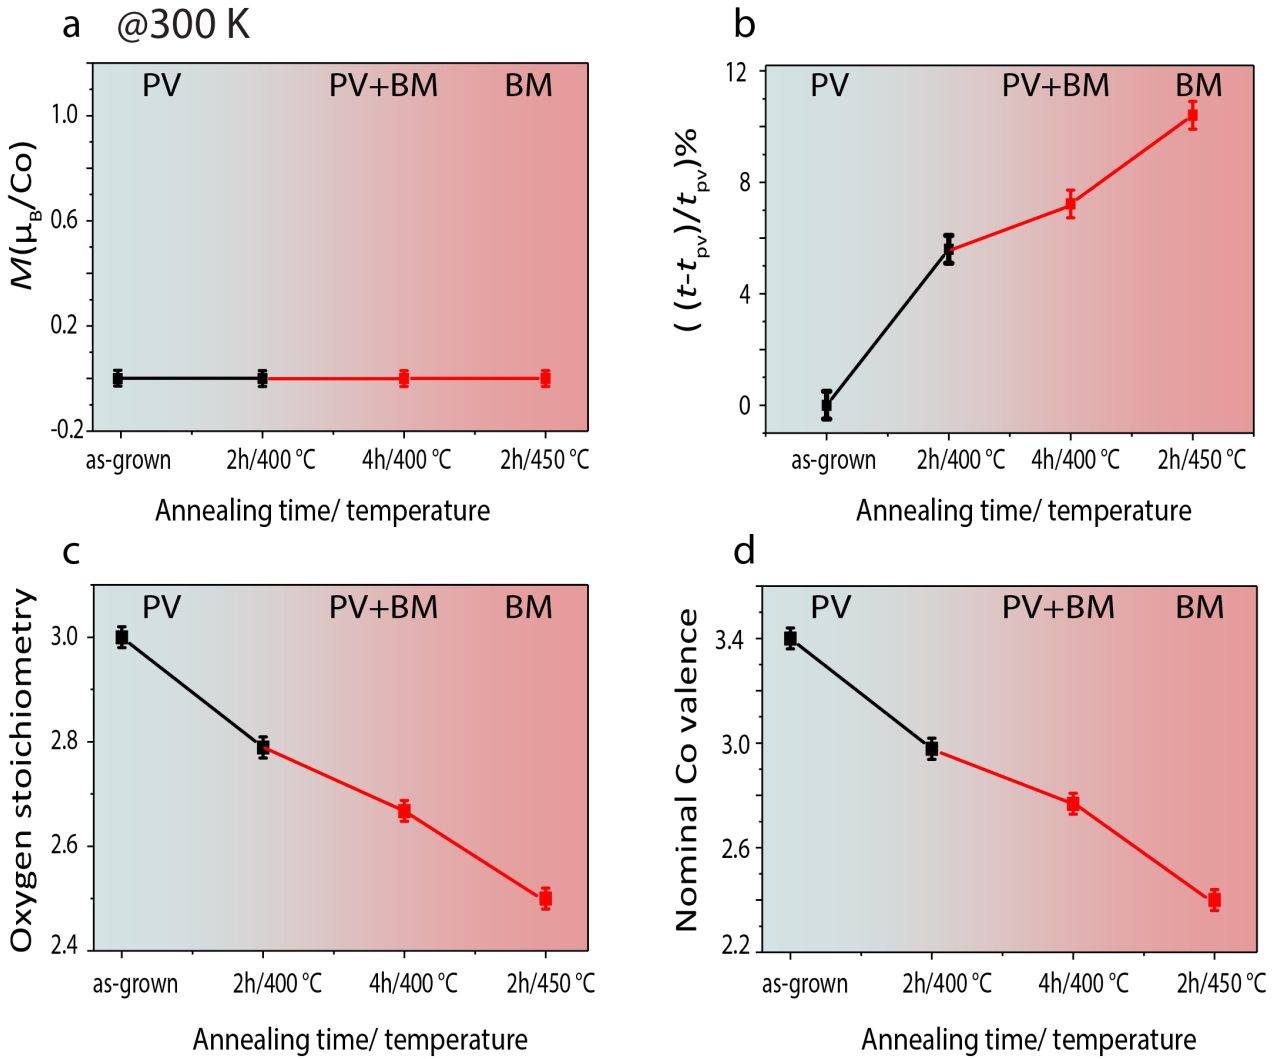 a @300 K
PV PV+BM BM
M(μB/Co)
1.0
0.6
0.2
-0.2
as-grown 2h/400 °C 4h/400 °C 2h/450 °C
Annealing time/ temperature
b
PV PV+BM BM
( (t-tpv)/tpv)%
12
8
4
0
as-grown 2h/400 °C 4h/400 °C 2h/450 °C
Annealing time/ temperature
c
PV PV+BM BM
Oxygen stoichiometry
3.0
2.8
2.6
2.4
as-grown 2h/400 °C 4h/400 °C 2h/450 °C
Annealing time/ temperature
d
PV PV+BM BM
Nominal Co valence
3.4
3.0
2.6
2.2
as-grown 2h/400 °C 4h/400 °C 2h/450 °C
Annealing time/ temperature